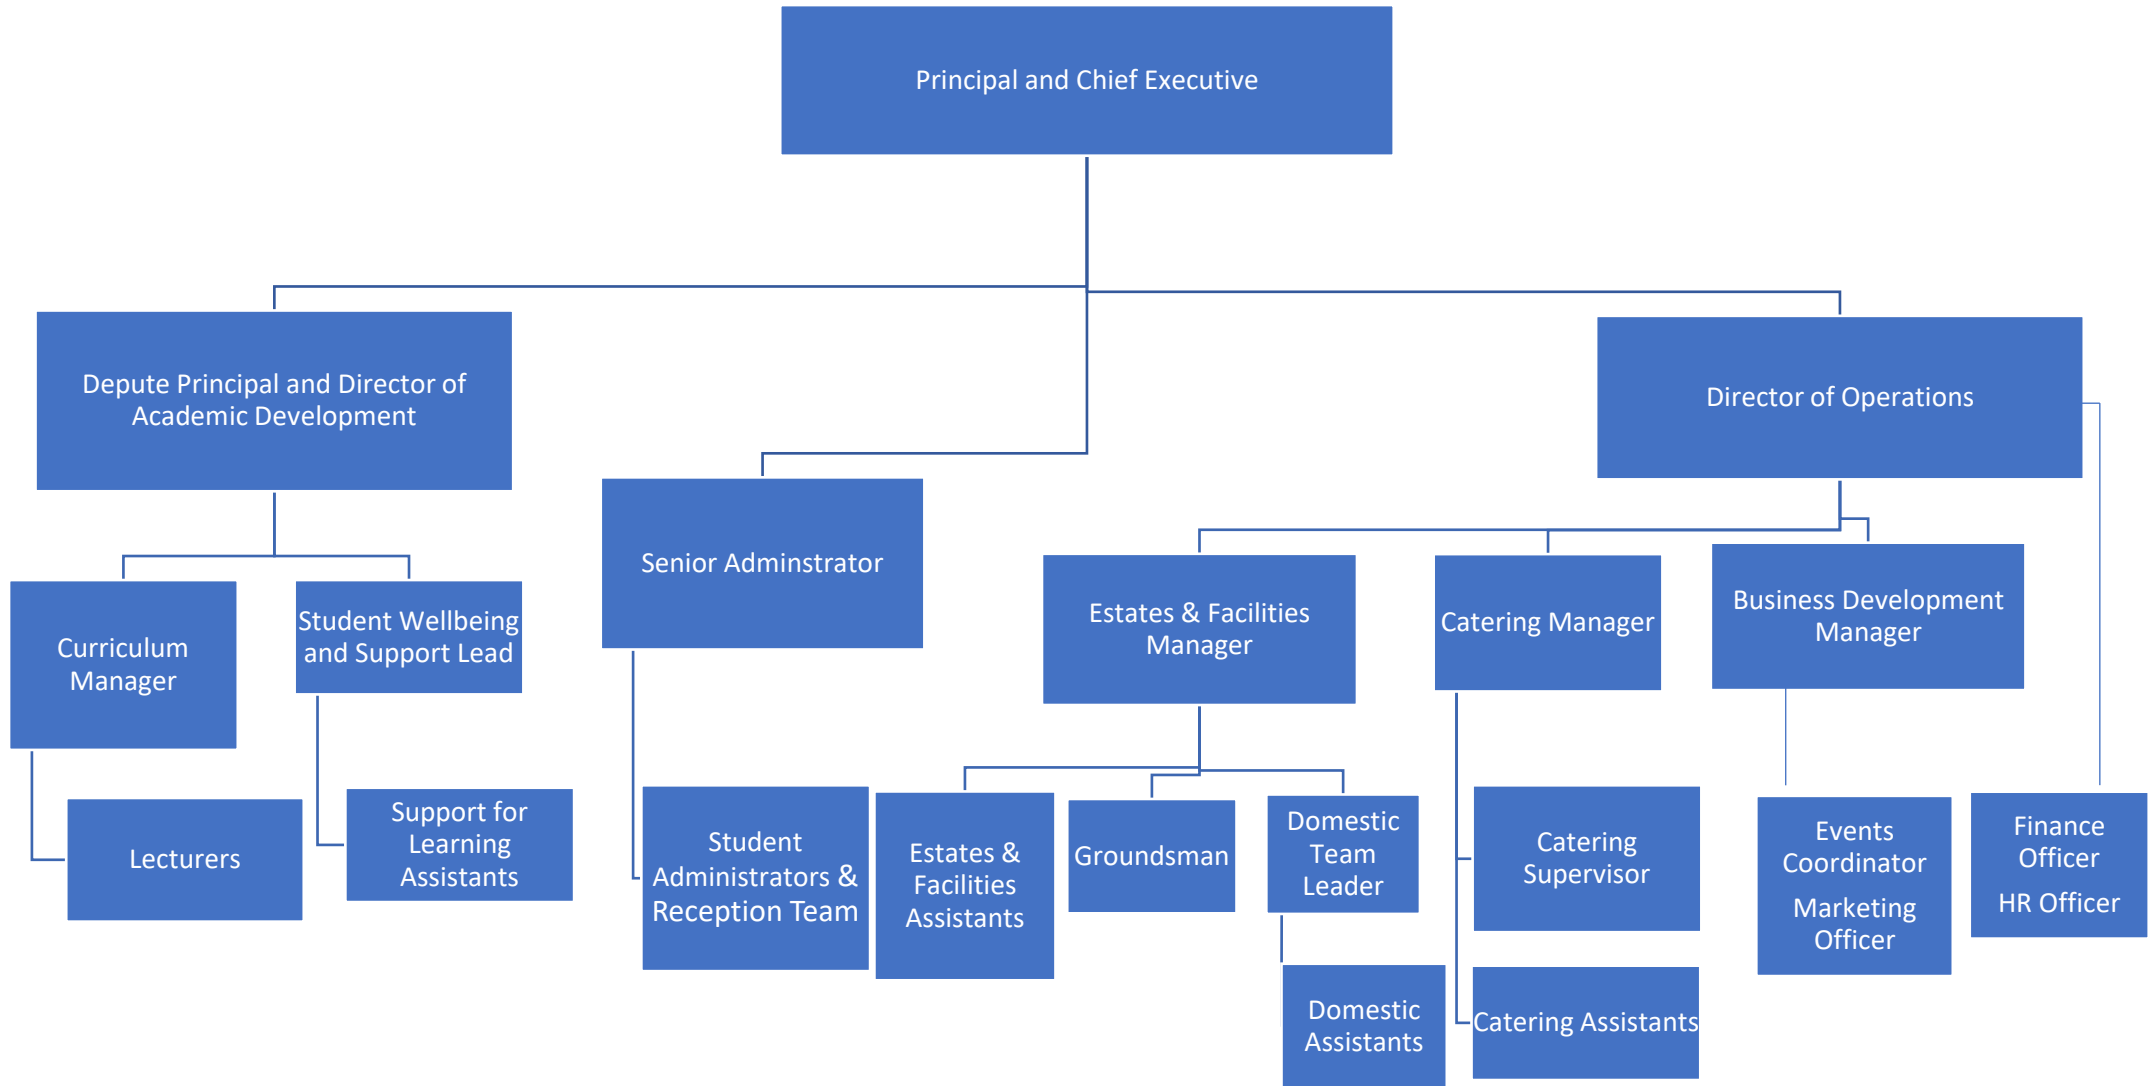 Principal and Chief Executive
Depute Principal and Director of
Academic Development
Director of Operations
Senior Adminstrator
Curriculum
Manager
Student Wellbeing
and Support Lead
Estates & Facilities
Manager
Catering Manager
Business Development
Manager
Lecturers
Support for
Learning
Assistants
Student
Administrators &
Reception Team
Estates &
Facilities
Assistants
Groundsman
Domestic
Team
Leader
Catering
Supervisor
Events
Coordinator
Marketing
Officer
Finance
Officer
HR Officer
Domestic
Assistants
Catering Assistants